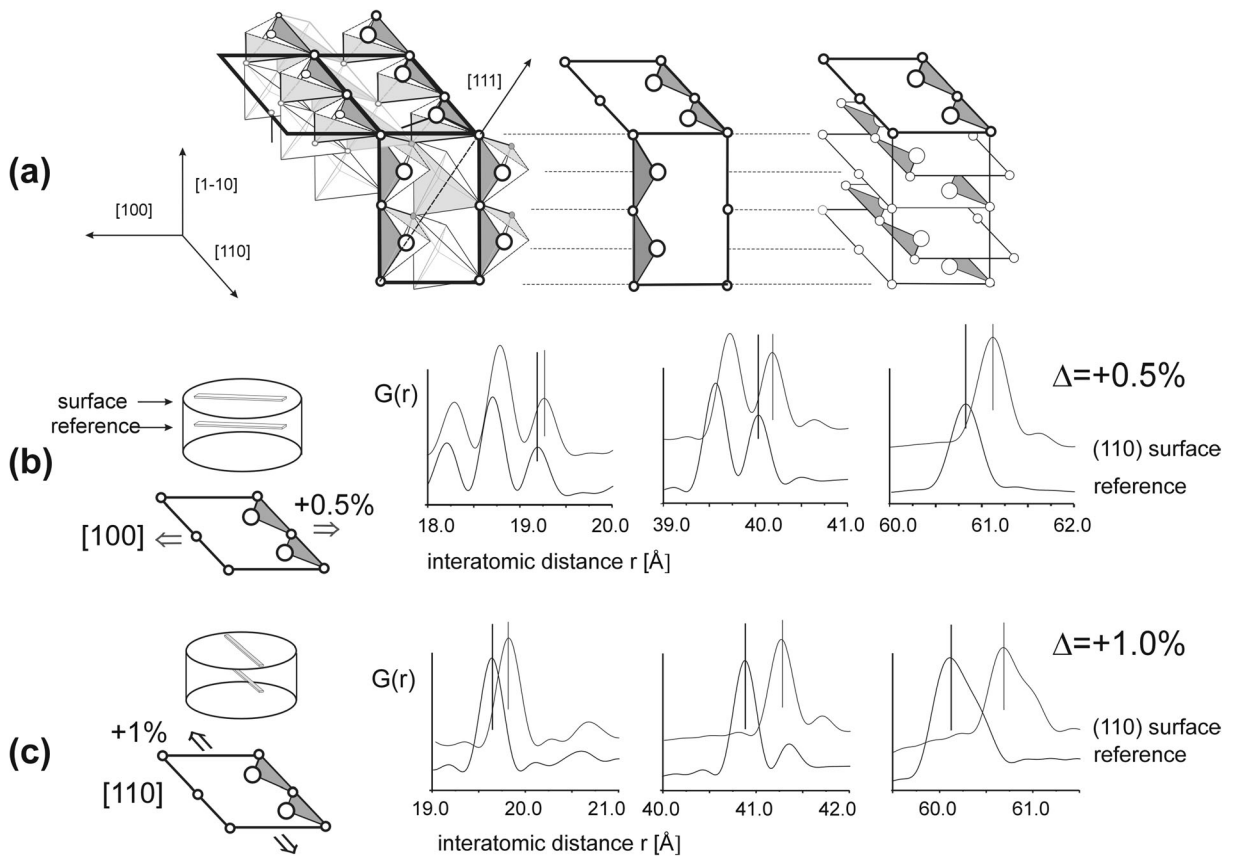 (a)
[111]
[1-10]
[100]
[110]
(b)
surface
reference
+0.5%
[100]
G(r)
Δ=+0.5%
(110) surface
reference
18.0 19.0 20.0
39.0 40.0 41.0
60.0 61.0 62.0
interatomic distance r [Å]
(c)
+1%
[110]
G(r)
Δ=+1.0%
(110) surface
reference
19.0 20.0 21.0
40.0 41.0 42.0
60.0 61.0
interatomic distance r [Å]